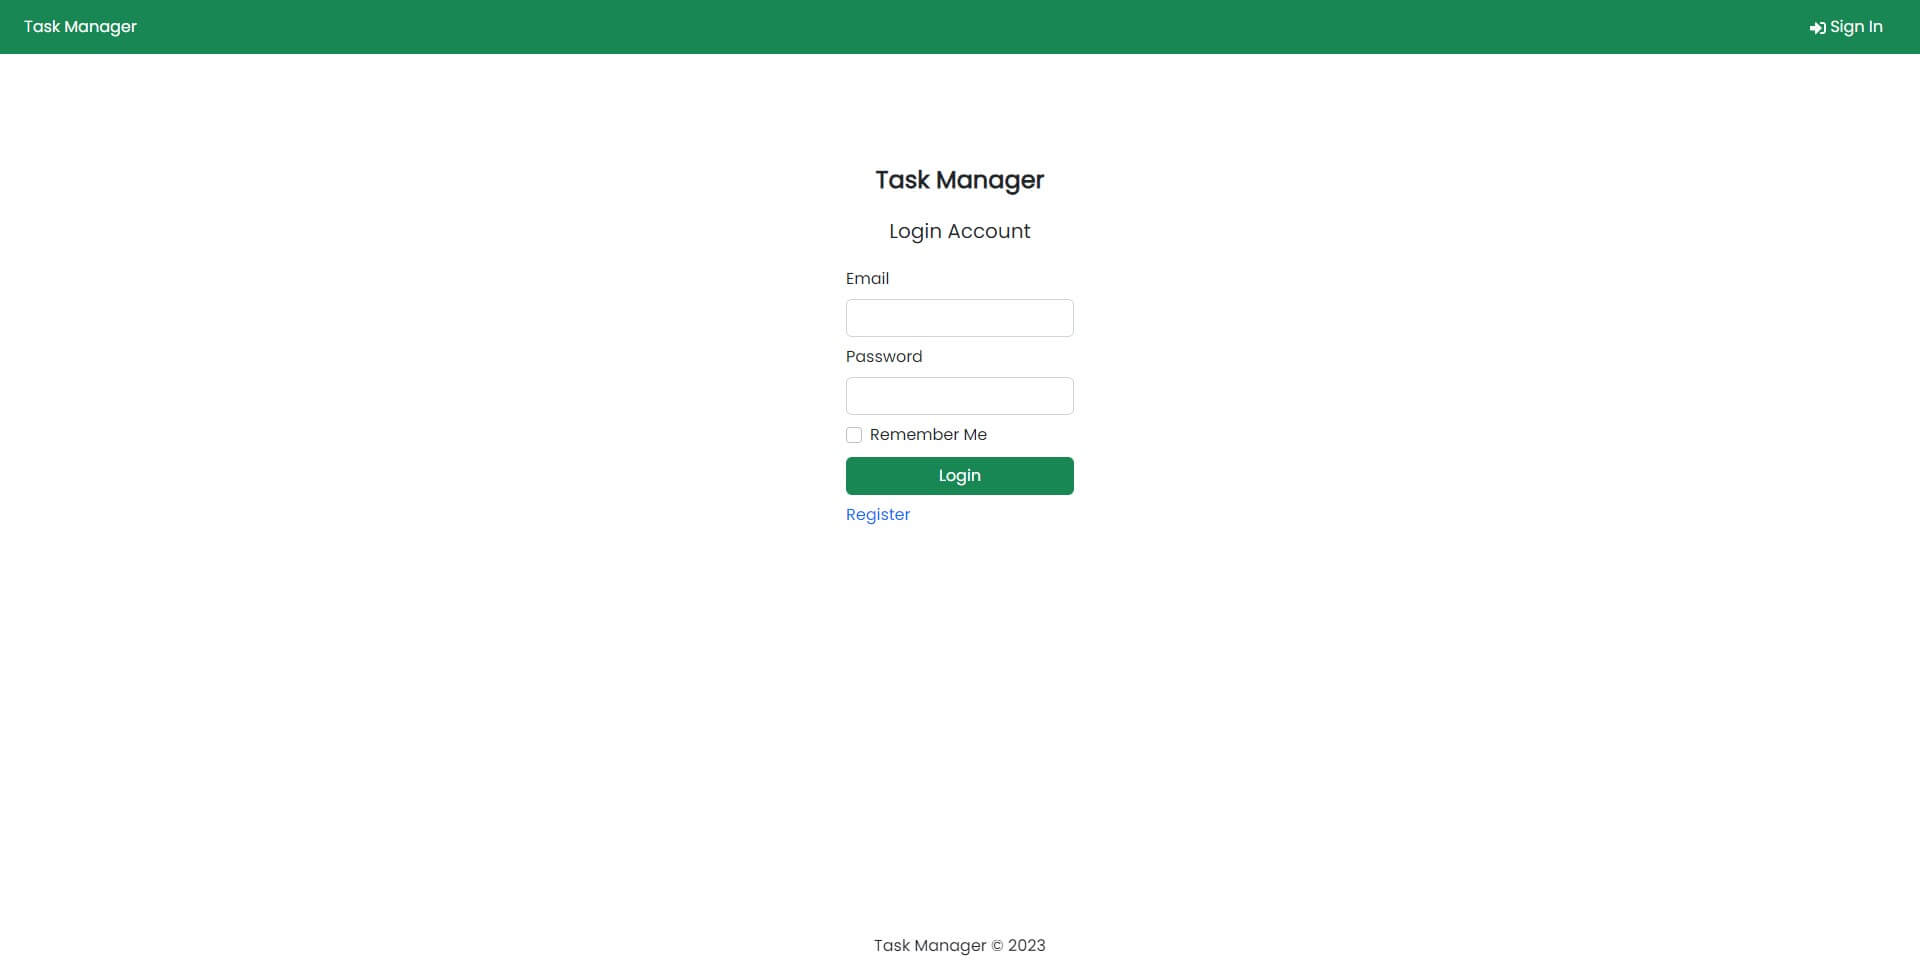 Task Manager
Sign In
Task Manager
Login Account
Email
Password
Remember Me
Login
Register
Task Manager © 2023